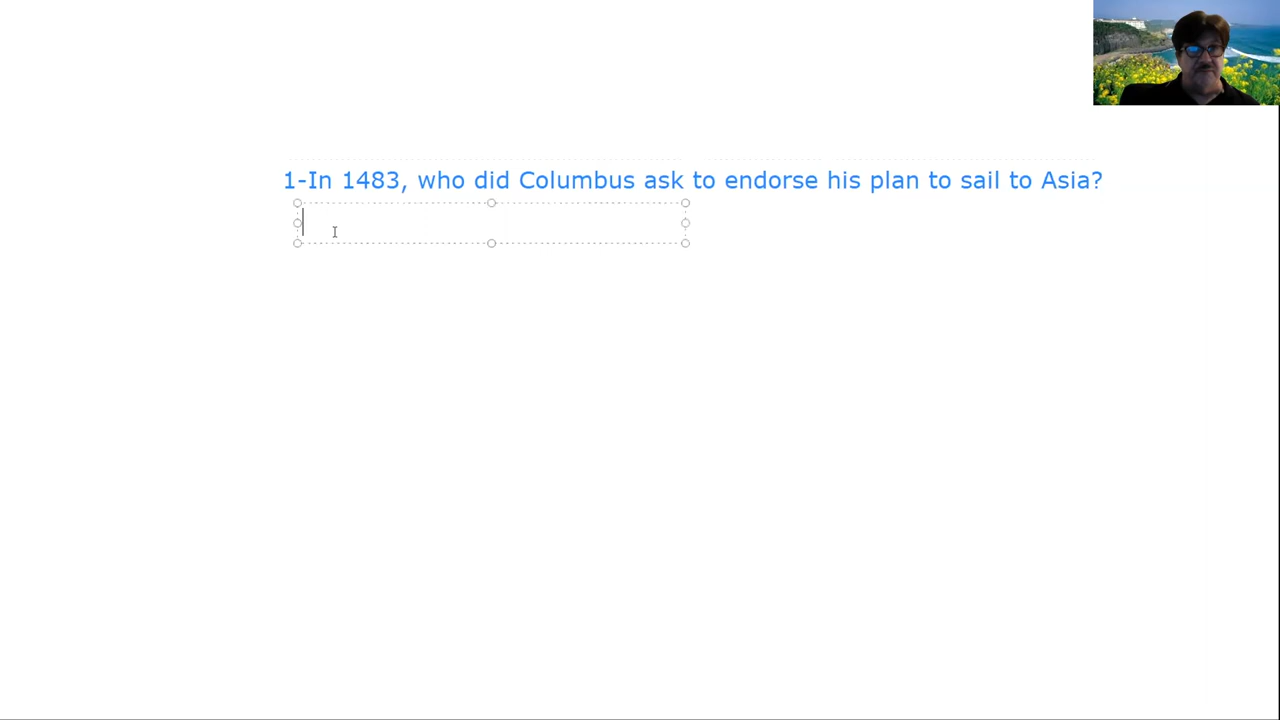 1-In 1483, who did Columbus ask to endorse his plan to sail to Asia?